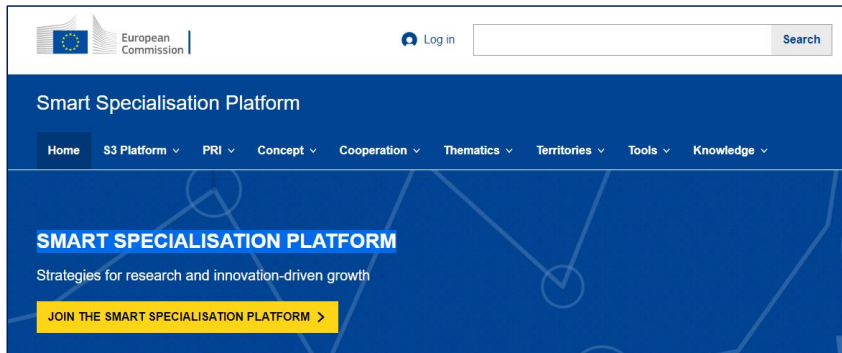 European
Commission
Log in
Search
Smart Specialisation Platform
Home S3 Platform PRI Concept Cooperation Thematics Territories Tools Knowledge
SMART SPECIALISATION PLATFORM
Strategies for research and innovation-driven growth
JOIN THE SMART SPECIALISATION PLATFORM